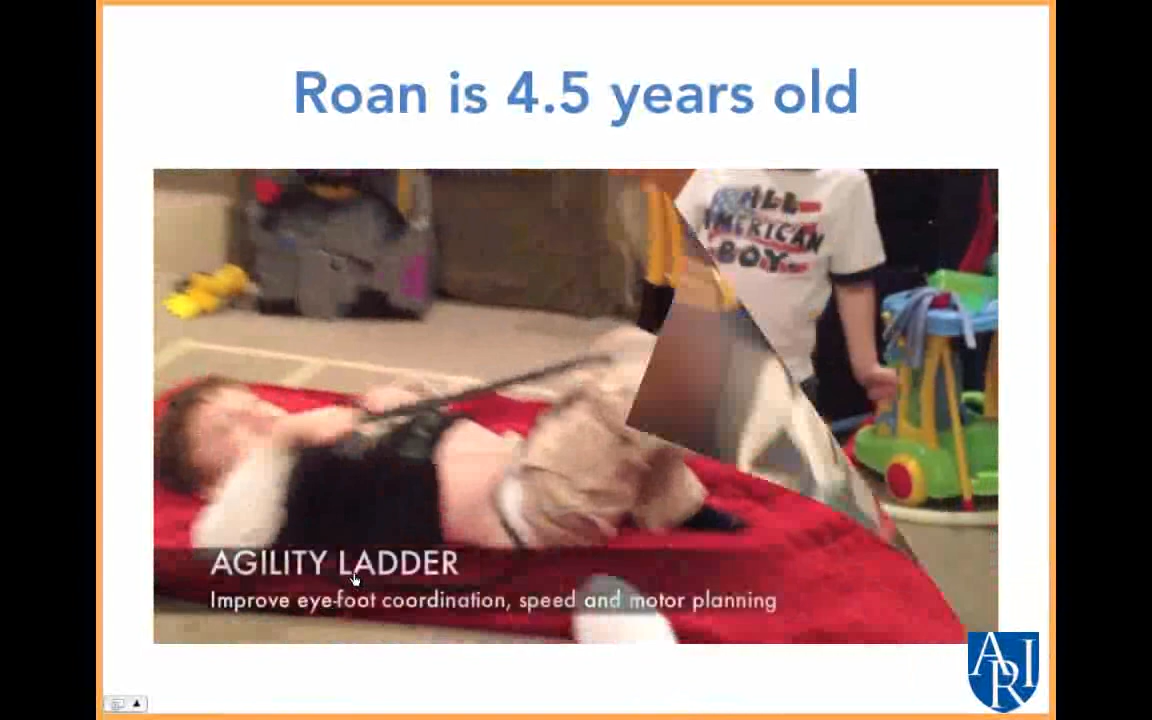 Roan is 4.5 years old
ALL
AMERICAN
BOY
AGILITY LADDER
Improve eye-foot coordination, speed and motor planning
ARI